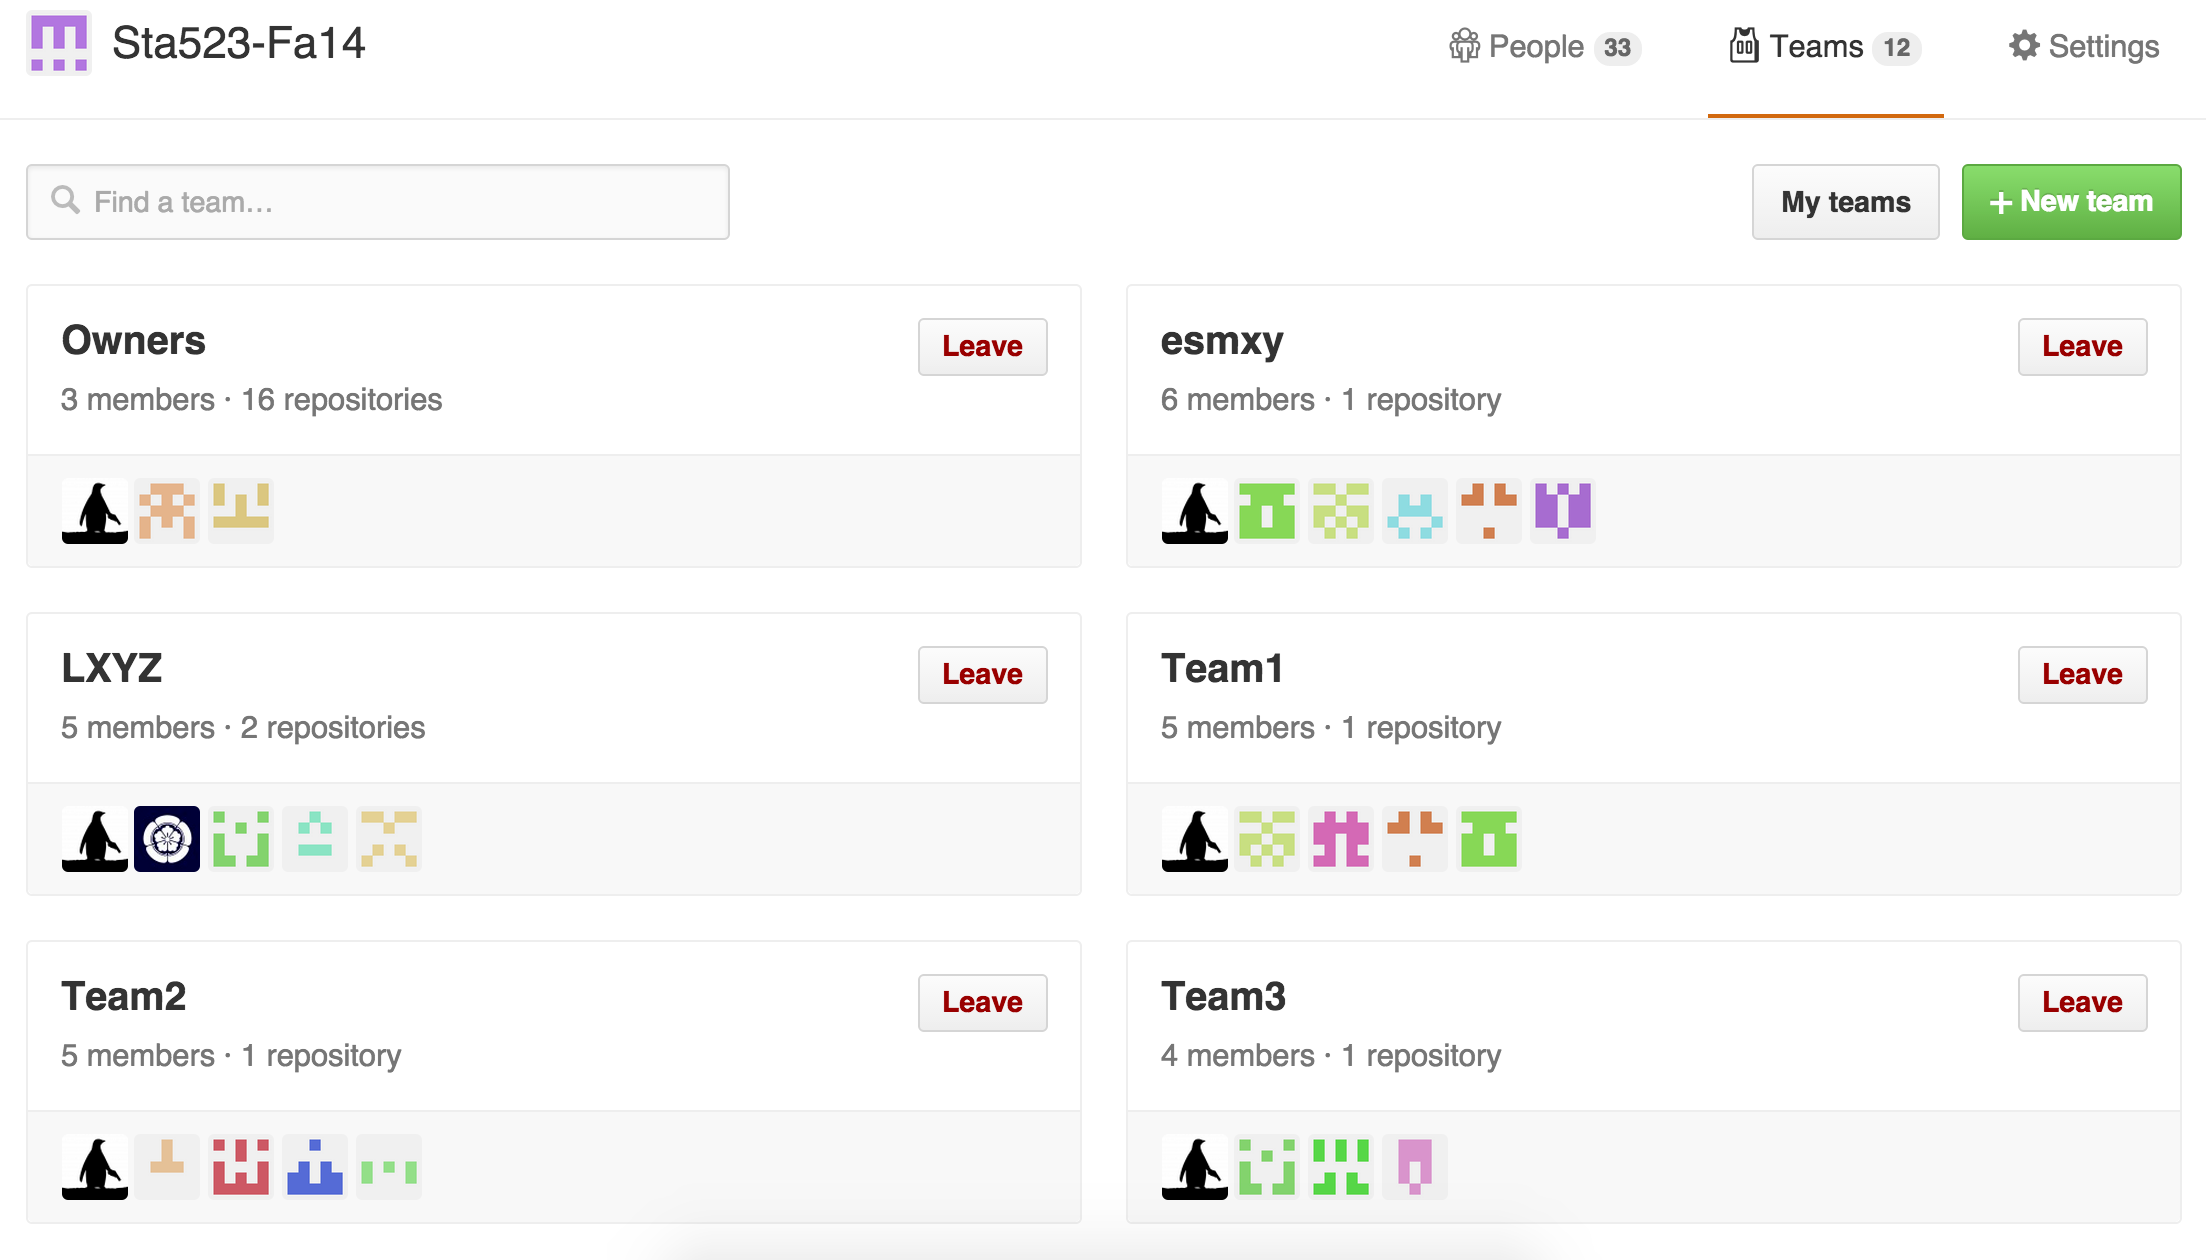 Sta523-Fa14
People 33
Teams 12
Settings
Find a team...
My teams
+ New team
Owners
Leave
3 members · 16 repositories
esmxy
Leave
6 members · 1 repository
LXYZ
Leave
5 members · 2 repositories
Team1
Leave
5 members · 1 repository
Team2
Leave
5 members · 1 repository
Team3
Leave
4 members · 1 repository